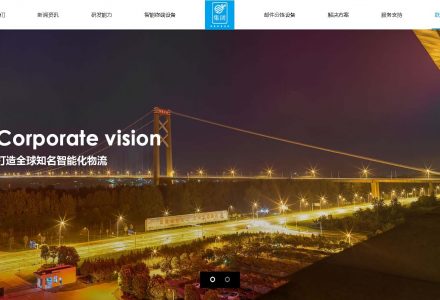 们
新闻资讯
研发能力
智能终端设备
集团
邮件分拣设备
解决方案
服务支持
Corporate vision
打造全球知名智能化物流